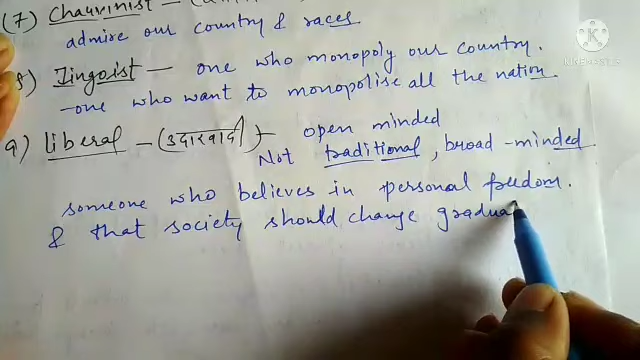 (7) Chauvinist —
admire our country & races
8) Jingoist — one who monopoly our country.
- one who want to monopolise all the nation.
9) liberal — (उदारवादी) — open minded
Not traditional, broad-minded
someone who believes in personal freedom.
& that society should change gradua
KINEMASTER